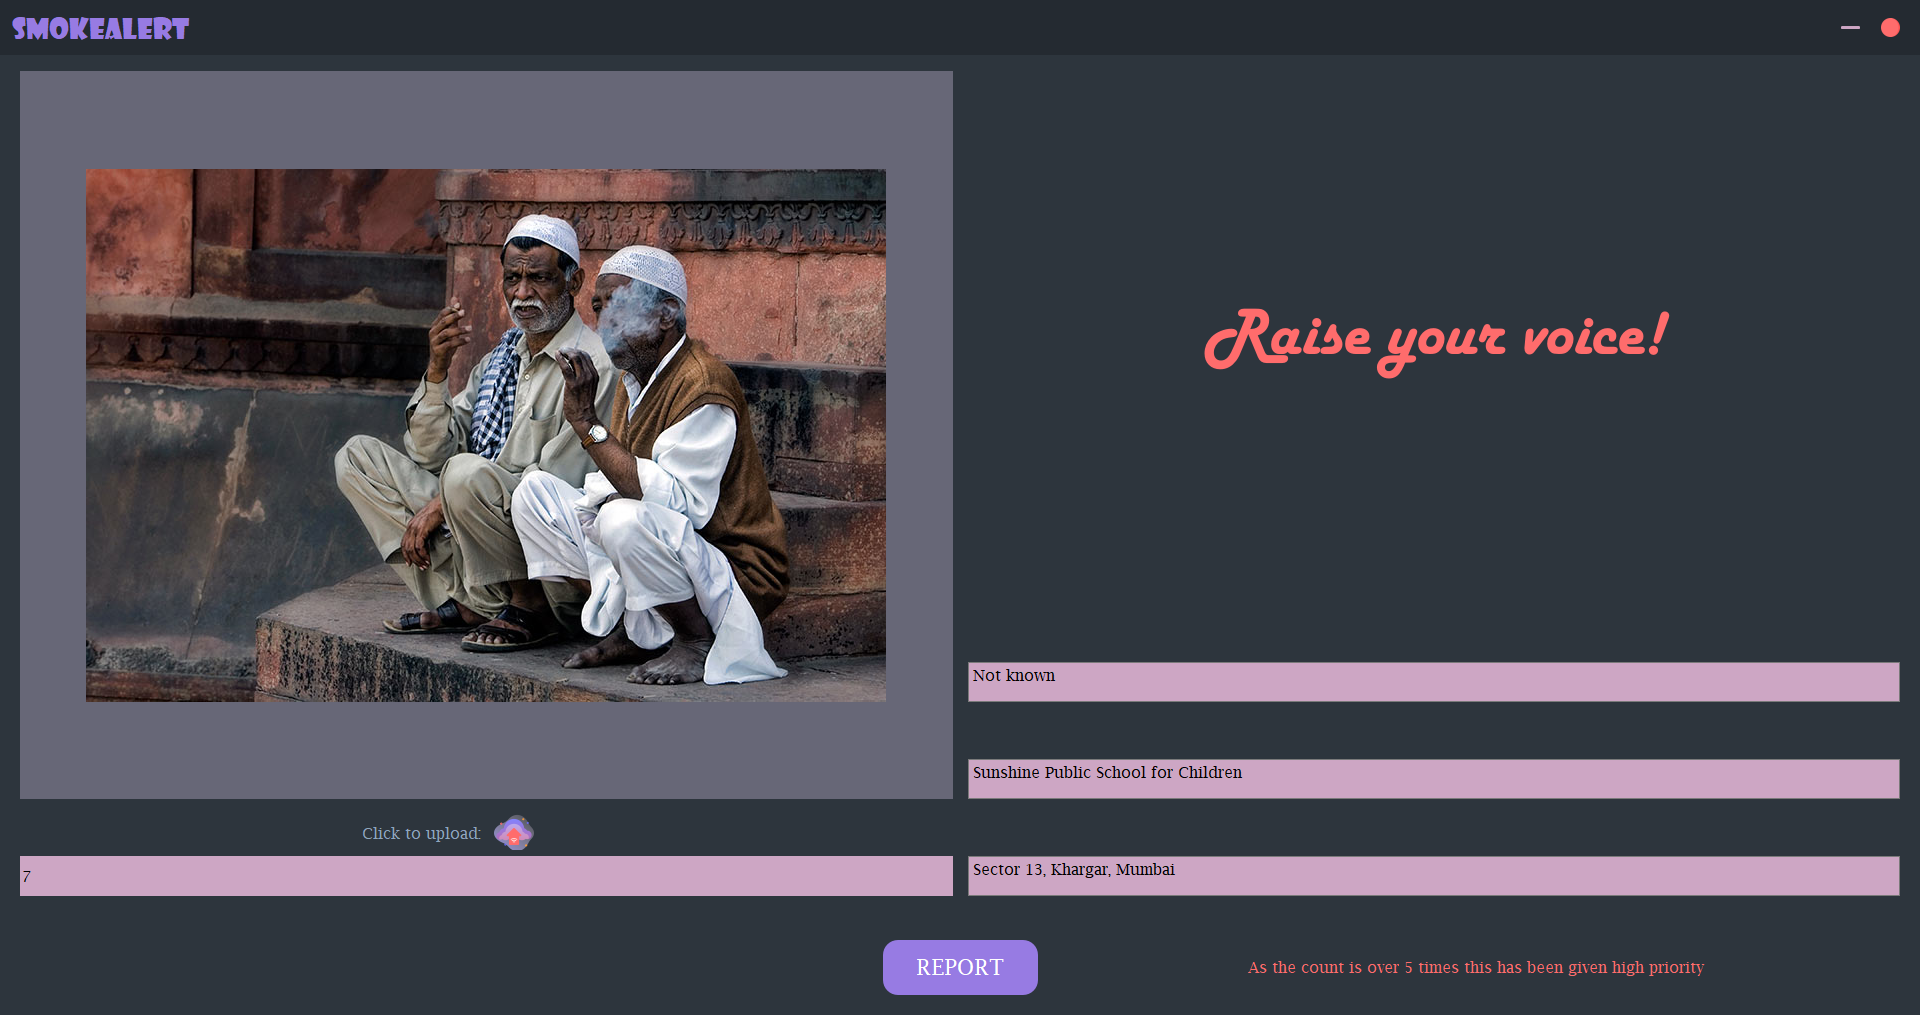 SMOKEALERT
Raise your voice!
Not known
Sunshine Public School for Children
Click to upload:
7
Sector 13, Khargar, Mumbai
REPORT
As the count is over 5 times this has been given high priority